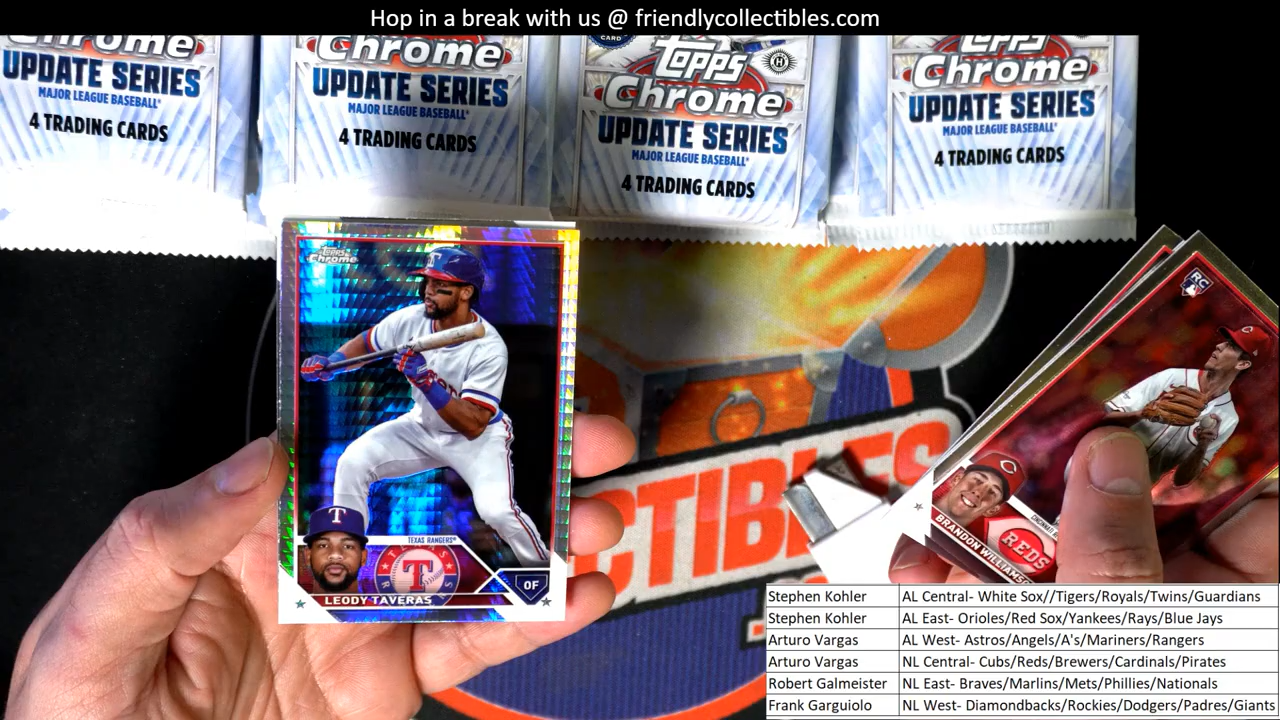 Hop in a break with us @ friendlycollectibles.com
Chrome
UPDATE SERIES
MAJOR LEAGUE BASEBALL
4 TRADING CARDS
Chrome
UPDATE SERIES
MAJOR LEAGUE BASEBALL
4 TRADING CARDS
CARD
TOPPS
Chrome
UPDATE SERIES
MAJOR LEAGUE BASEBALL
4 TRADING CARDS
TOPPS
Chrome
UPDATE SERIES
MAJOR LEAGUE BASEBALL
4 TRADING CARDS
TOPPS
Chrome
T
TEXAS RANGERS®
T
OF
LEODY TAVERAS
RC
C
REDS
BRANDON WILLIAMSO
CTIBLES
Stephen Kohler AL Central- White Sox//Tigers/Royals/Twins/Guardians
Stephen Kohler AL East- Orioles/Red Sox/Yankees/Rays/Blue Jays
Arturo Vargas AL West- Astros/Angels/A's/Mariners/Rangers
Arturo Vargas NL Central- Cubs/Reds/Brewers/Cardinals/Pirates
Robert Galmeister NL East- Braves/Marlins/Mets/Phillies/Nationals
Frank Garguiolo NL West- Diamondbacks/Rockies/Dodgers/Padres/Giants